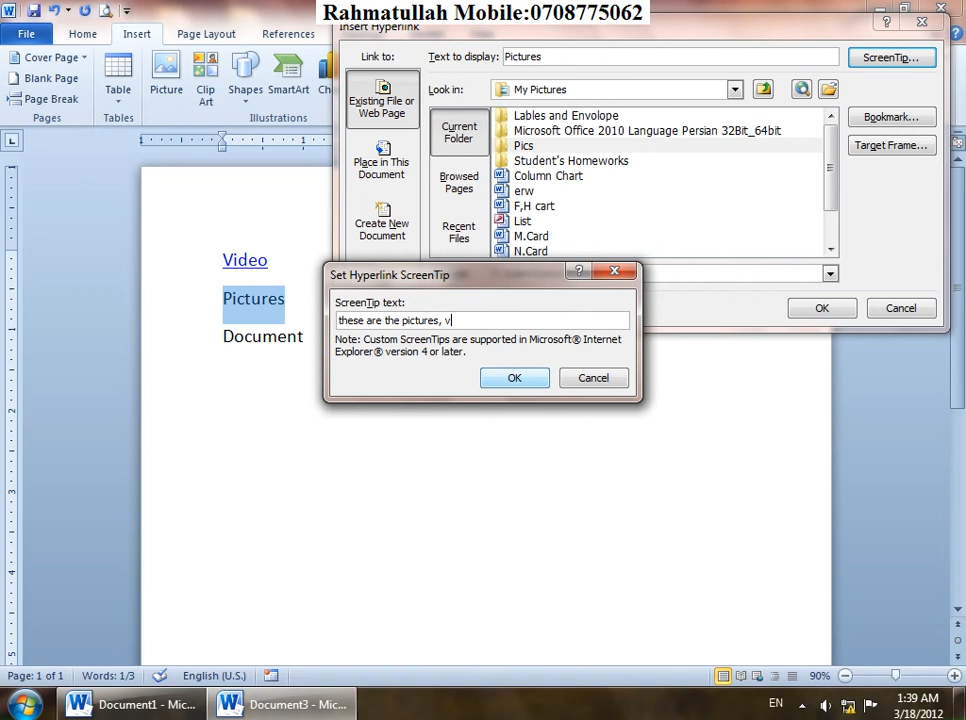 Rahmatullah Mobile:0708775062
Insert Hyperlink
File
Home
Insert
Page Layout
References
Cover Page
Blank Page
Page Break
Pages
Table
Tables
Picture
Clip
Art
Shapes
SmartArt
Illustrations
Link to:
Text to display:
Pictures
ScreenTip...
Existing File or
Web Page
Look in:
My Pictures
Current
Folder
Lables and Envelope
Microsoft Office 2010 Language Persian 32Bit_64bit
Pics
Student's Homeworks
Column Chart
erw
F,H cart
List
M.Card
N.Card
Bookmark...
Target Frame...
Place in This
Document
Browsed
Pages
Create New
Document
Recent
Files
OK
Cancel
Set Hyperlink ScreenTip
ScreenTip text:
these are the pictures, v
Note: Custom ScreenTips are supported in Microsoft® Internet
Explorer® version 4 or later.
OK
Cancel
Video
Pictures
Document
Page: 1 of 1
Words: 1/3
English (U.S.)
90%
Document1 - Mic...
Document3 - Mic...
EN
1:39 AM
3/18/2012